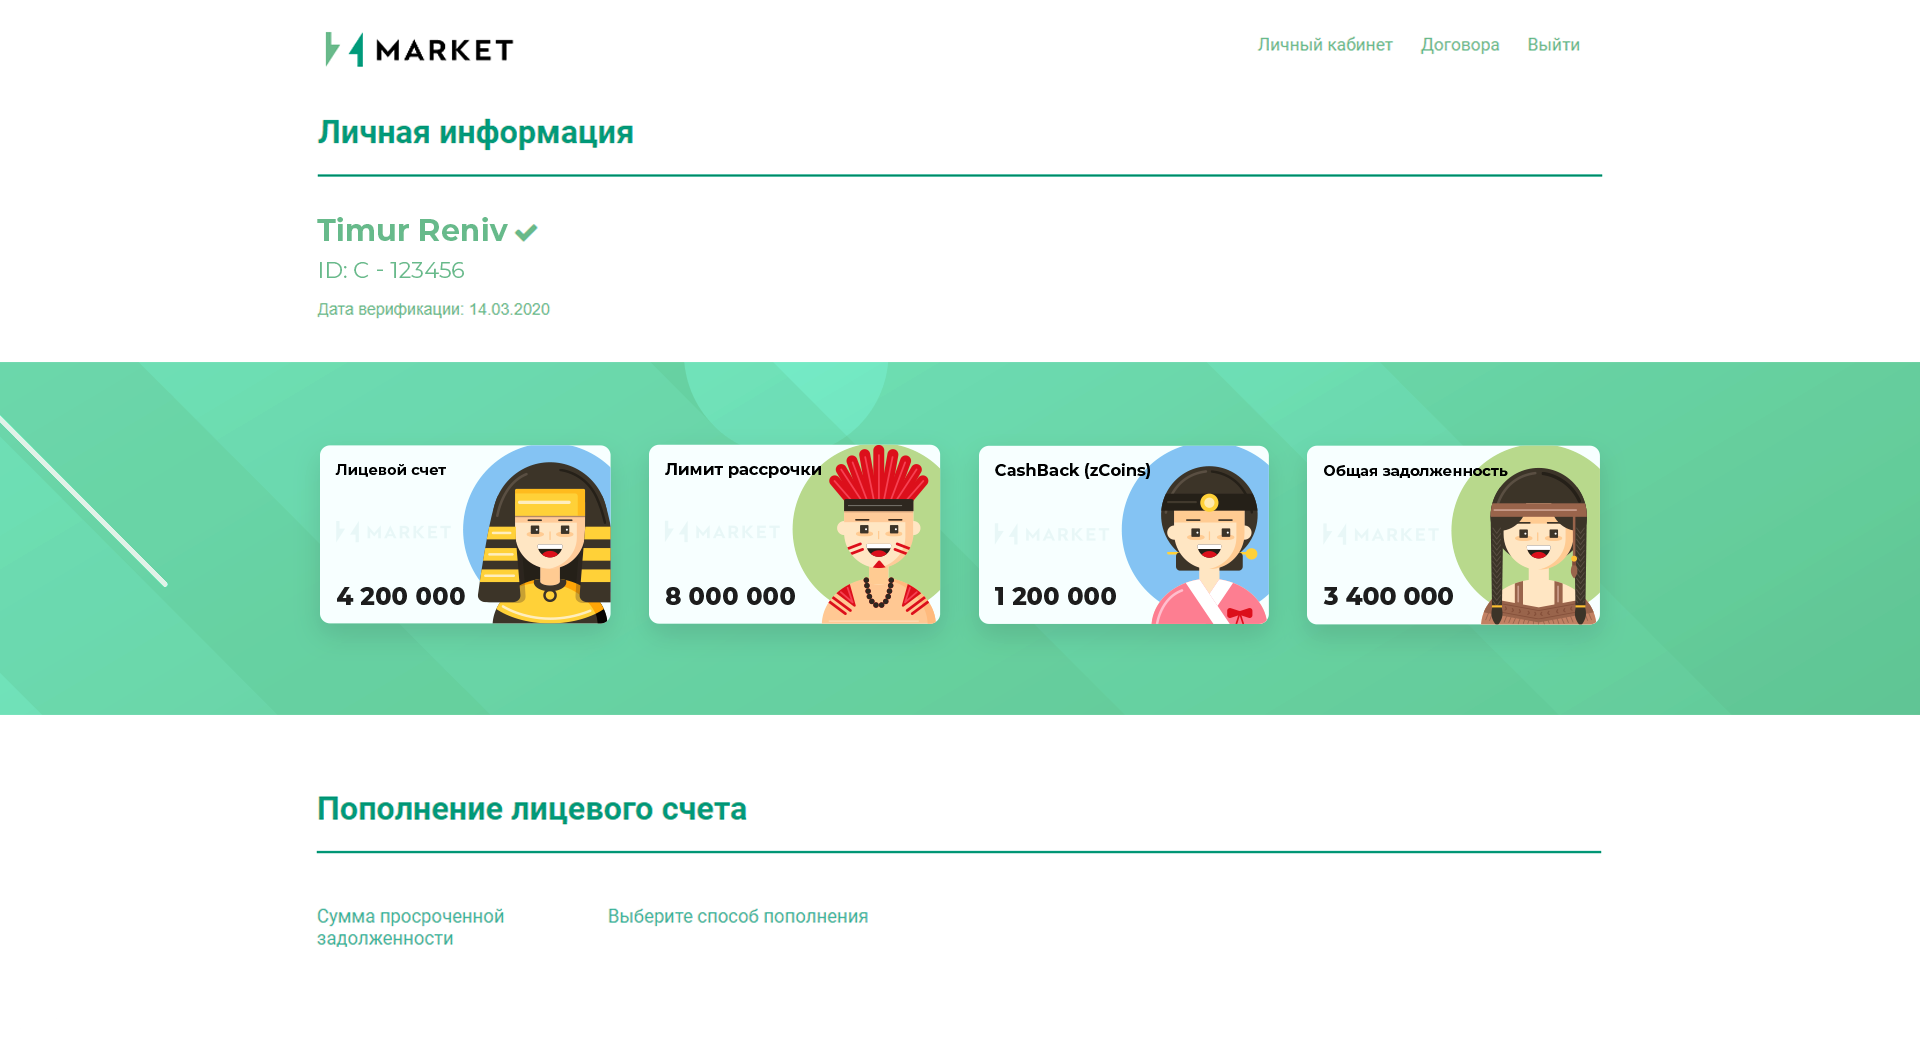 MARKET
Личный кабинет Договора Выйти
Личная информация
Timur Reniv
ID: C - 123456
Дата верификации: 14.03.2020
Лицевой счет
MARKET
4 200 000
Лимит рассрочки
MARKET
8 000 000
CashBack (zCoins)
MARKET
1 200 000
Общая задолженность
MARKET
3 400 000
Пополнение лицевого счета
Сумма просроченной
задолженности
Выберите способ пополнения